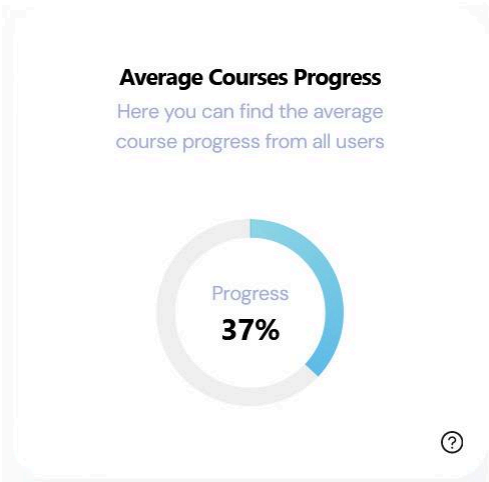 Average Courses Progress
Here you can find the average
course progress from all users
Progress
37%
?